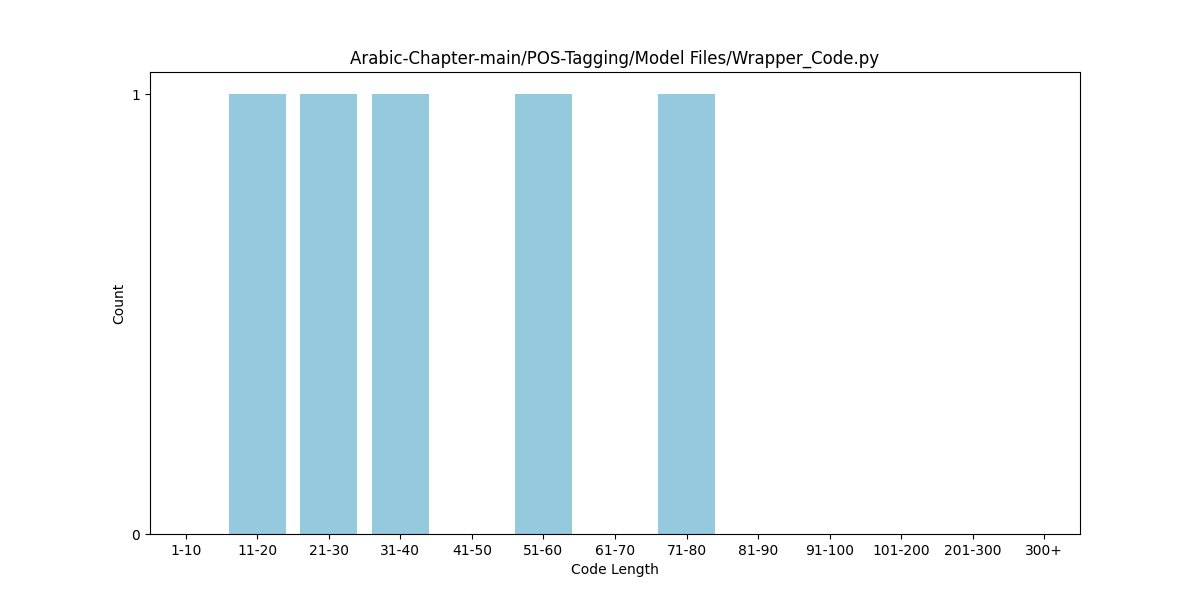 Arabic-Chapter-main/POS-Tagging/Model Files/Wrapper_Code.py
1
0
Count
1-10 11-20 21-30 31-40 41-50 51-60 61-70 71-80 81-90 91-100 101-200 201-300 300+
Code Length